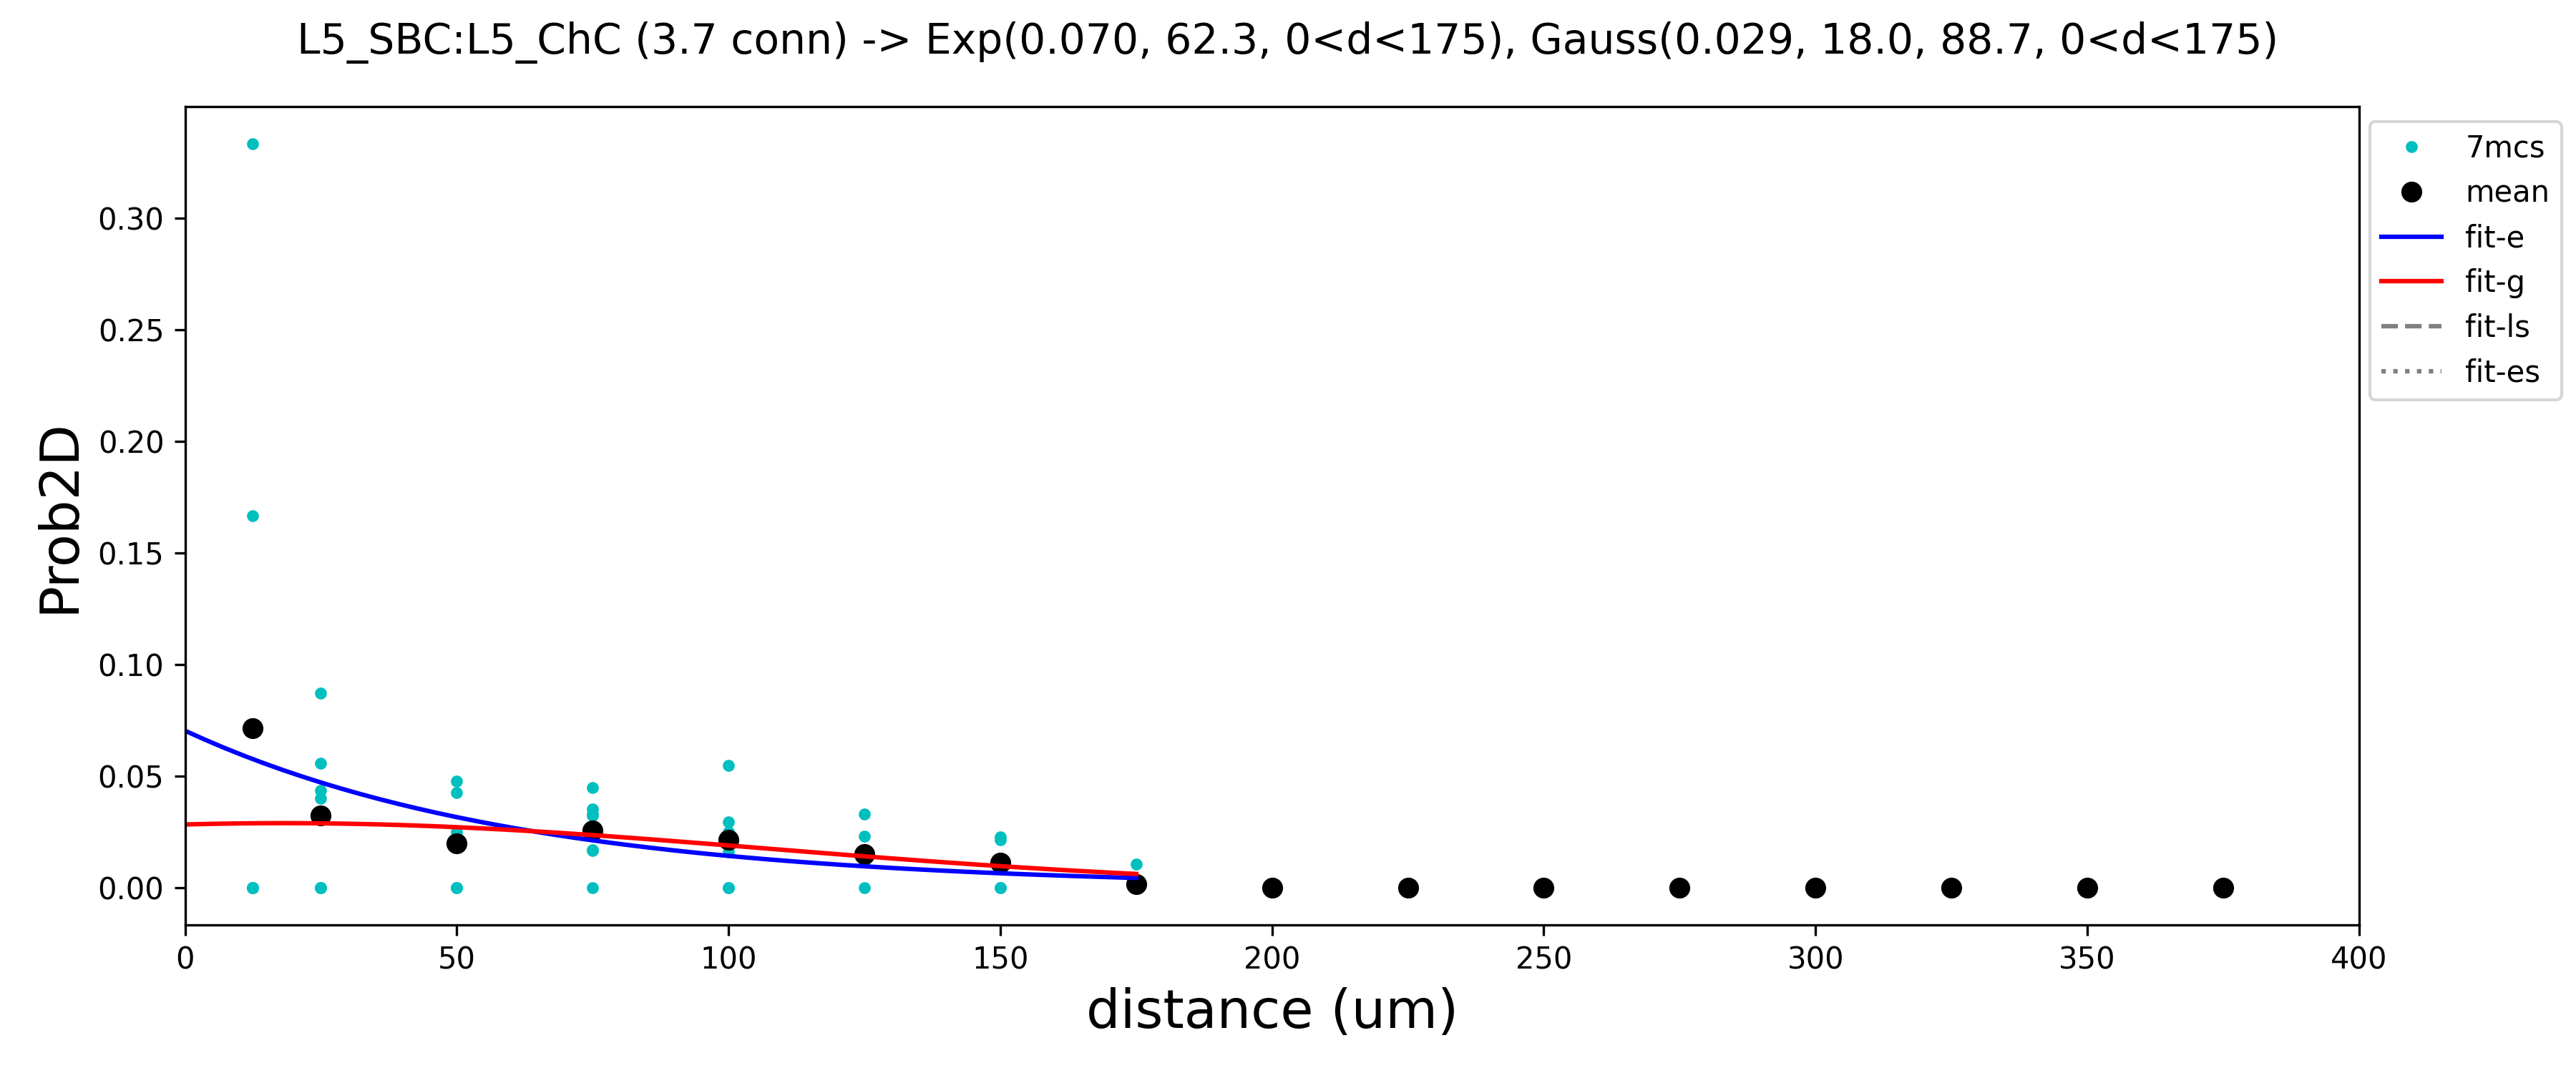 L5_SBC:L5_ChC (3.7 conn) -> Exp(0.070, 62.3, 0<d<175), Gauss(0.029, 18.0, 88.7, 0<d<175)
7mcs
mean
fit-e
fit-g
fit-ls
fit-es
Prob2D
0.30
0.25
0.20
0.15
0.10
0.05
0.00
0 50 100 150 200 250 300 350 400
distance (um)